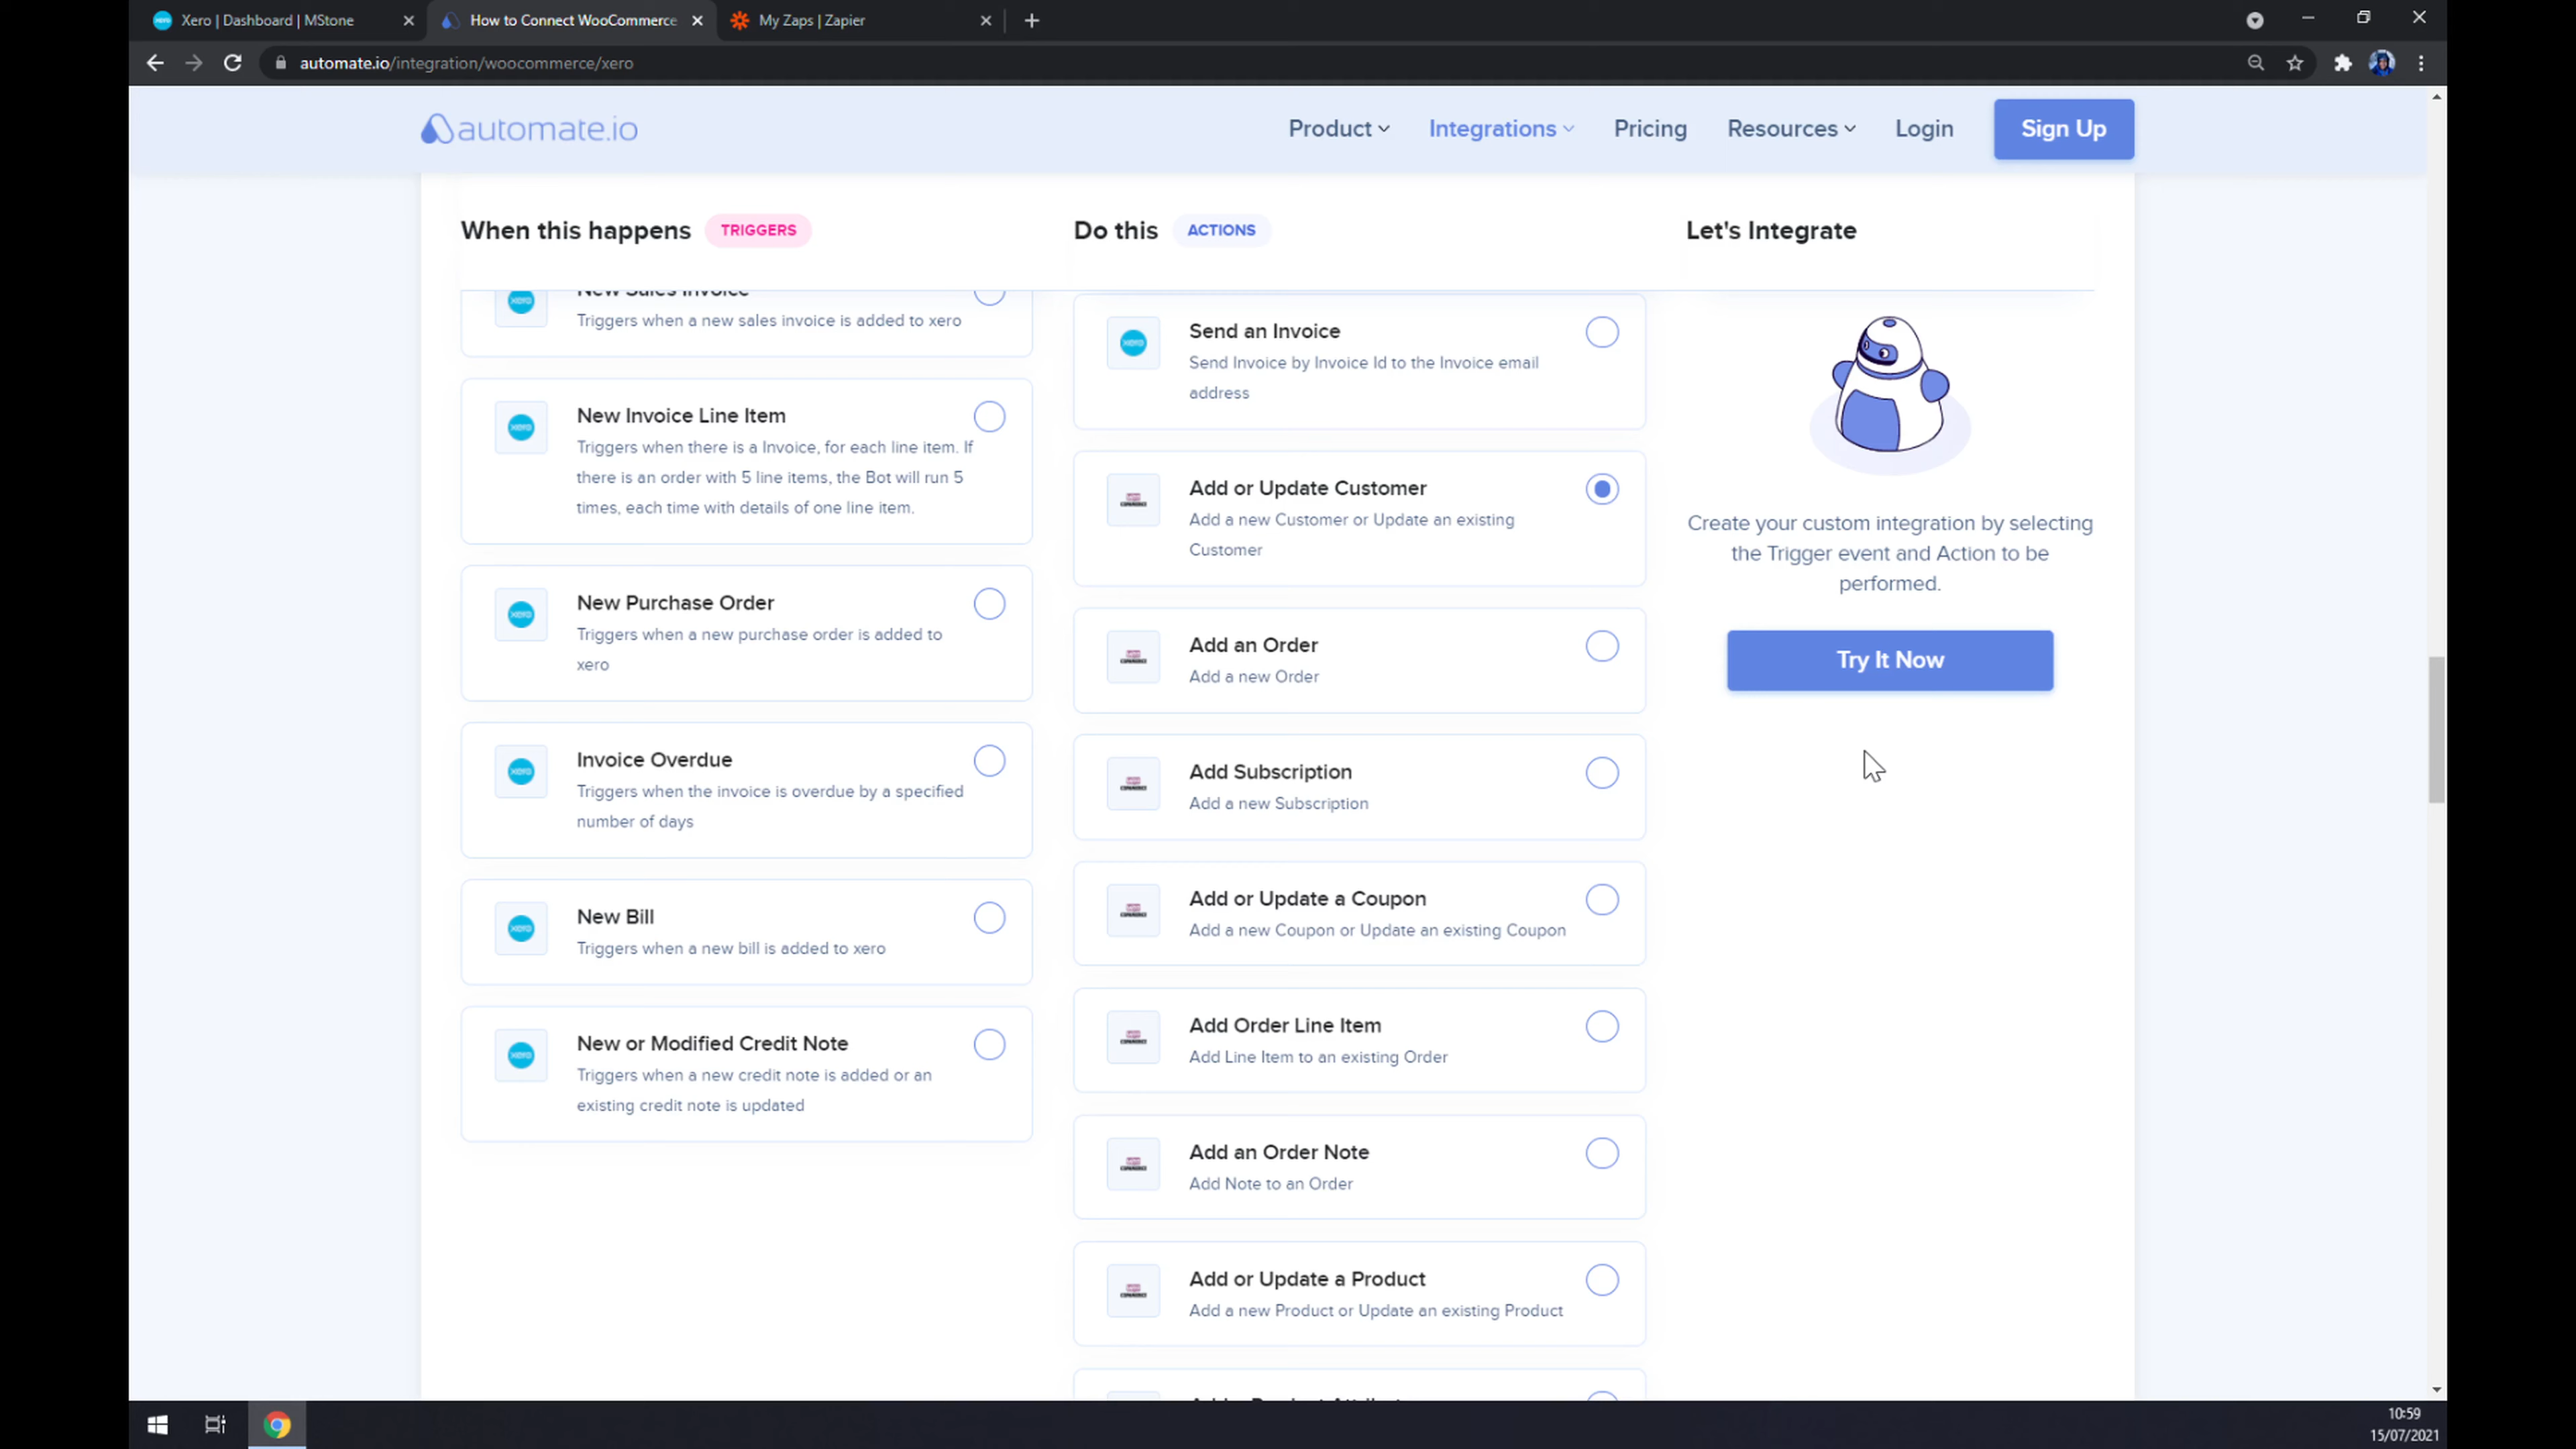 Xero | Dashboard | MStone
How to Connect WooCommerce
My Zaps | Zapier
automate.io/integration/woocommerce/xero
automate.io
Product
Integrations
Pricing
Resources
Login
Sign Up
When this happens TRIGGERS
Do this ACTIONS
Let's Integrate
New Sales Invoice
Triggers when a new sales invoice is added to xero
New Invoice Line Item
Triggers when there is a Invoice, for each line item. If
there is an order with 5 line items, the Bot will run 5
times, each time with details of one line item.
New Purchase Order
Triggers when a new purchase order is added to
xero
Invoice Overdue
Triggers when the invoice is overdue by a specified
number of days
New Bill
Triggers when a new bill is added to xero
New or Modified Credit Note
Triggers when a new credit note is added or an
existing credit note is updated
Send an Invoice
Send Invoice by Invoice Id to the Invoice email
address
Add or Update Customer
Add a new Customer or Update an existing
Customer
Add an Order
Add a new Order
Add Subscription
Add a new Subscription
Add or Update a Coupon
Add a new Coupon or Update an existing Coupon
Add Order Line Item
Add Line Item to an existing Order
Add an Order Note
Add Note to an Order
Add or Update a Product
Add a new Product or Update an existing Product
Create your custom integration by selecting
the Trigger event and Action to be
performed.
Try It Now
10:59
15/07/2021